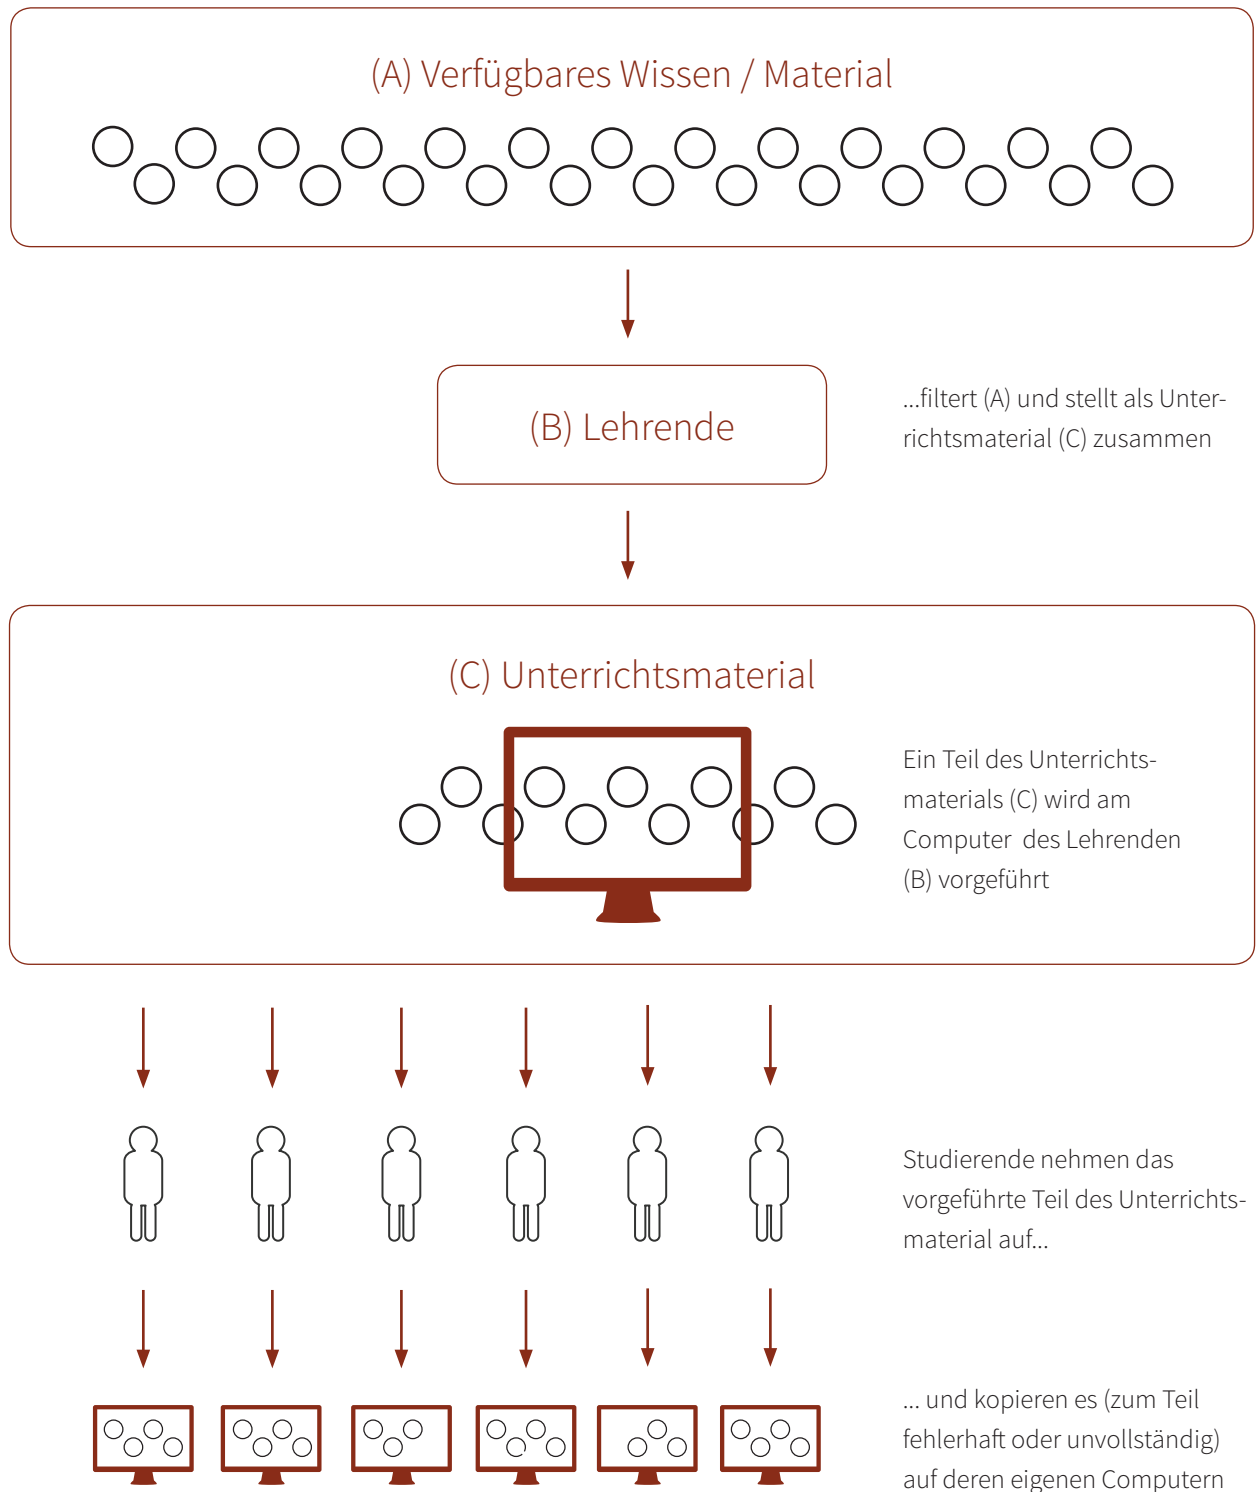 (A) Verfügbares Wissen / Material
(B) Lehrende
...filtert (A) und stellt als Unter-
richtsmaterial (C) zusammen
(C) Unterrichtsmaterial
Ein Teil des Unterrichts-
materials (C) wird am
Computer  des Lehrenden
(B) vorgeführt
Studierende nehmen das
vorgeführte Teil des Unterrichts-
material auf...
... und kopieren es (zum Teil
fehlerhaft oder unvollständig)
auf deren eigenen Computern